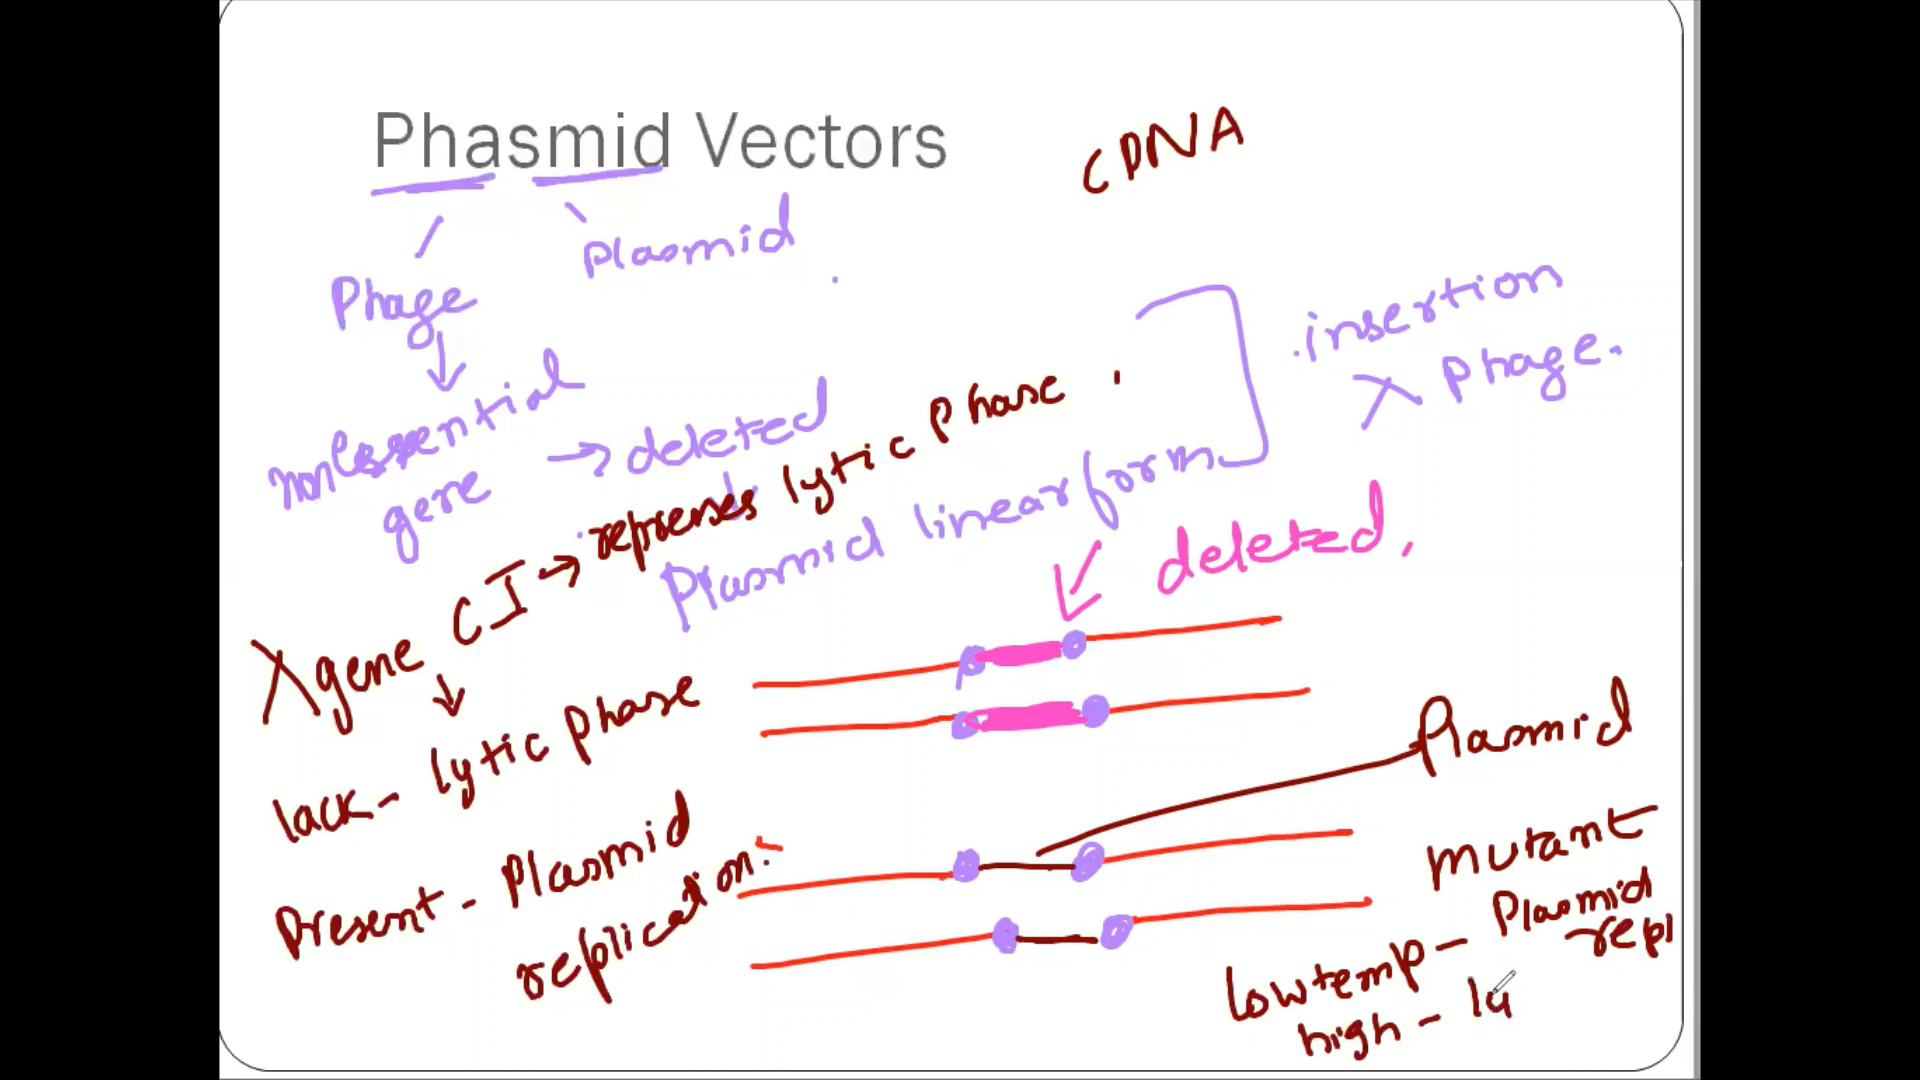 Phasmid Vectors
CDNA
Plasmid
Phage
insertion
λ phage.
nonessential
gene → deleted
Plasmid linear form
deleted.
λ gene CI → represses lytic phase.
lack - lytic phase
Present - Plasmid
replication.
Plasmid
mutant
low temp - Plasmid
repl
high - ly